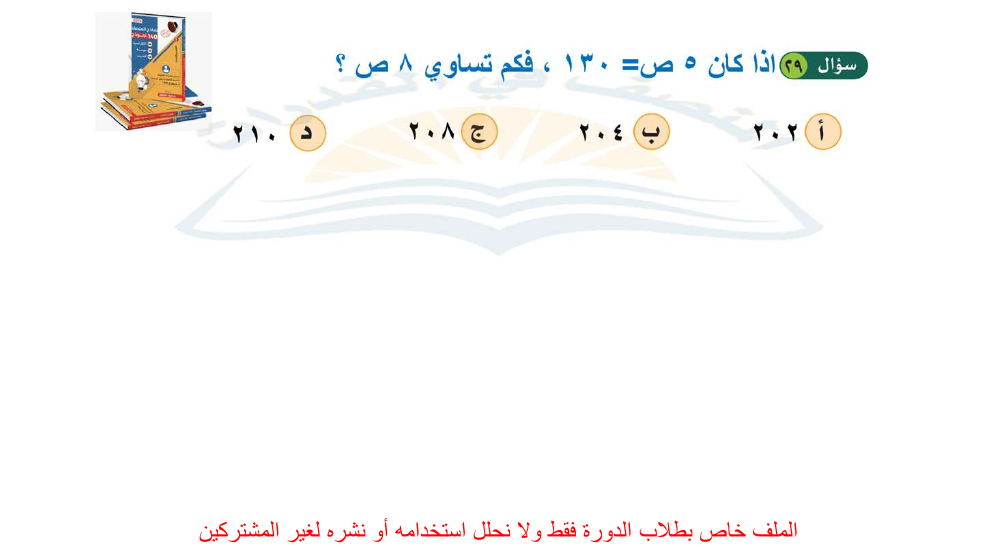 سؤال ٢٩ اذا كان ٥ ص= ١٣٠ ، فكم تساوي ٨ ص ؟
أ ٢٠٢ ب ٢٠٤ ج ٢٠٨ د ٢١٠
الملف خاص بطلاب الدورة فقط ولا نحلل استخدامه أو نشره لغير المشتركين